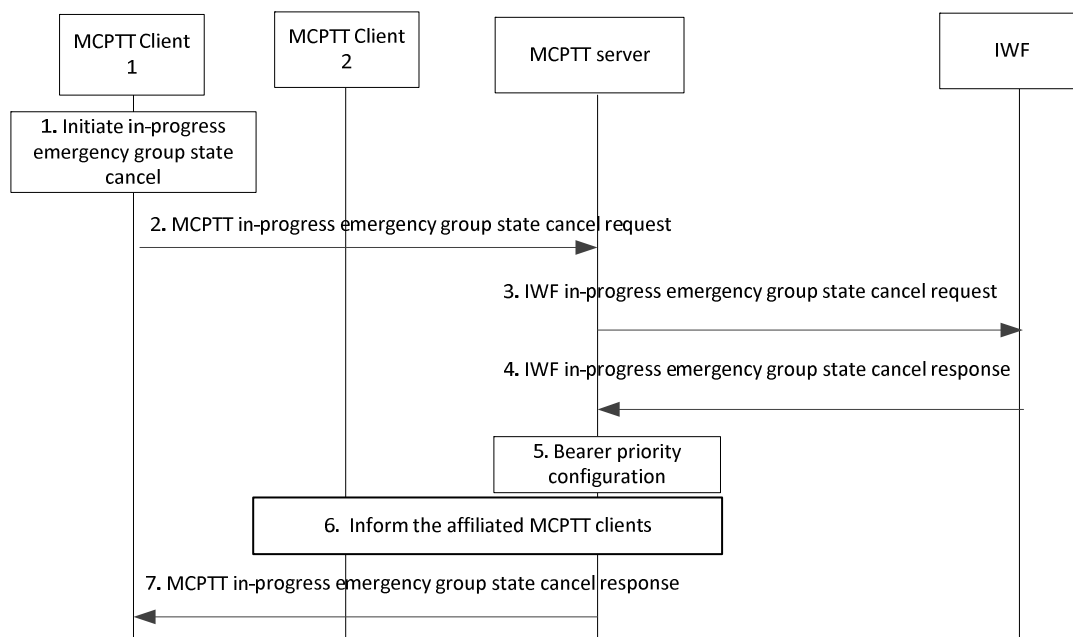 MCPTT Client
1
MCPTT Client
2
MCPTT server
IWF
1. Initiate in-progress
emergency group state
cancel
2. MCPTT in-progress emergency group state cancel request
3. IWF in-progress emergency group state cancel request
4. IWF in-progress emergency group state cancel response
5. Bearer priority
configuration
6. Inform the affiliated MCPTT clients
7. MCPTT in-progress emergency group state cancel response